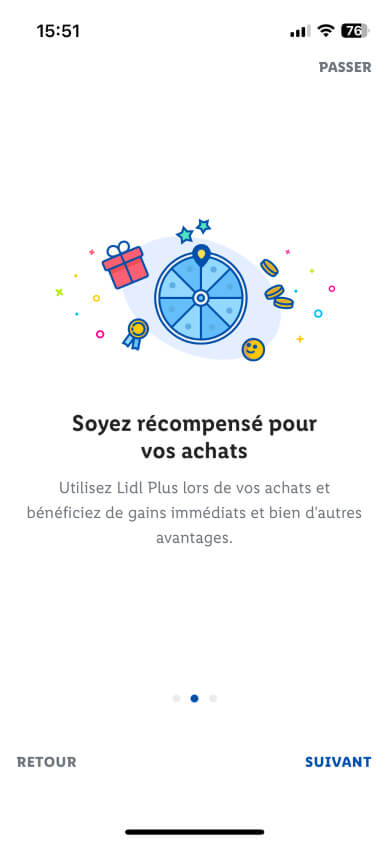 15:51
76
PASSER
Soyez récompensé pour
vos achats
Utilisez Lidl Plus lors de vos achats et
bénéficiez de gains immédiats et bien d'autres
avantages.
RETOUR
SUIVANT